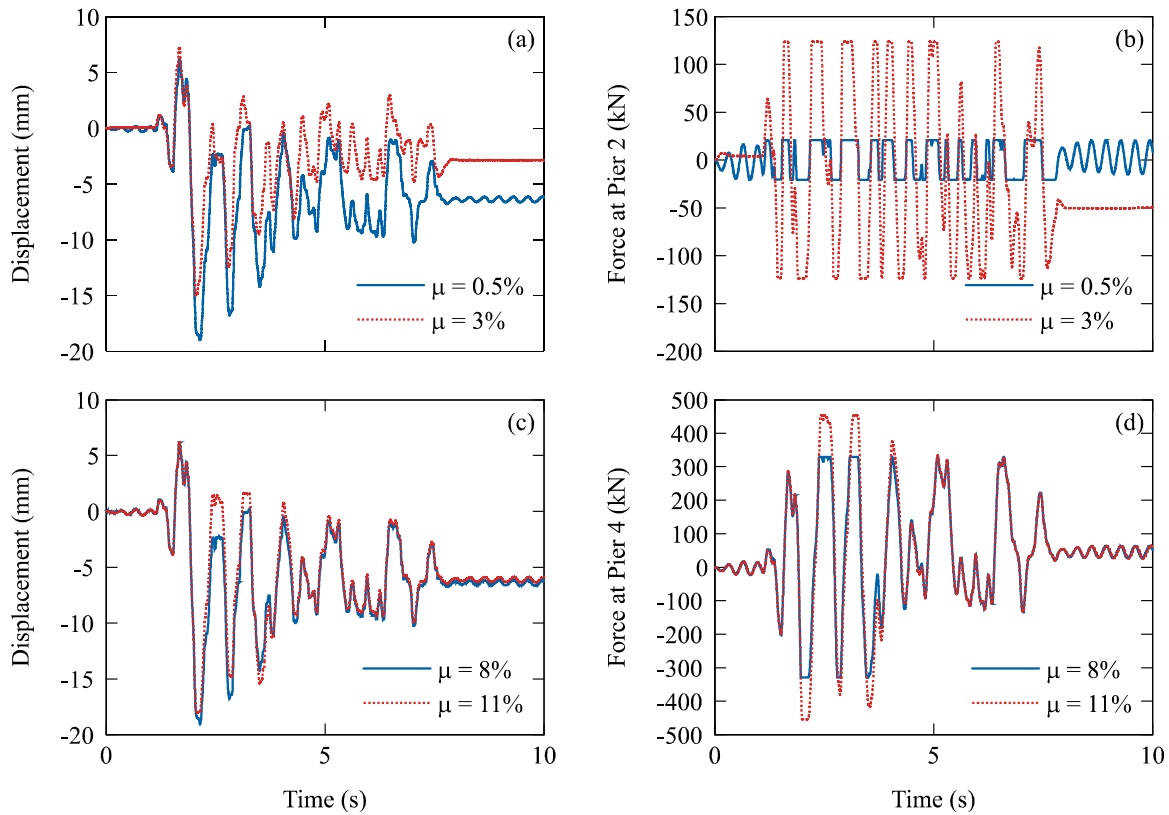 10
5
0
-5
-10
-15
-20
Displacement (mm)
(a)
μ = 0.5%
μ = 3%
150
100
50
0
-50
-100
-150
-200
Force at Pier 2 (kN)
(b)
μ = 0.5%
μ = 3%
10
5
0
-5
-10
-15
-20
Displacement (mm)
(c)
μ = 8%
μ = 11%
0
5
10
Time (s)
500
400
300
200
100
0
-100
-200
-300
-400
-500
Force at Pier 4 (kN)
(d)
μ = 8%
μ = 11%
0
5
10
Time (s)